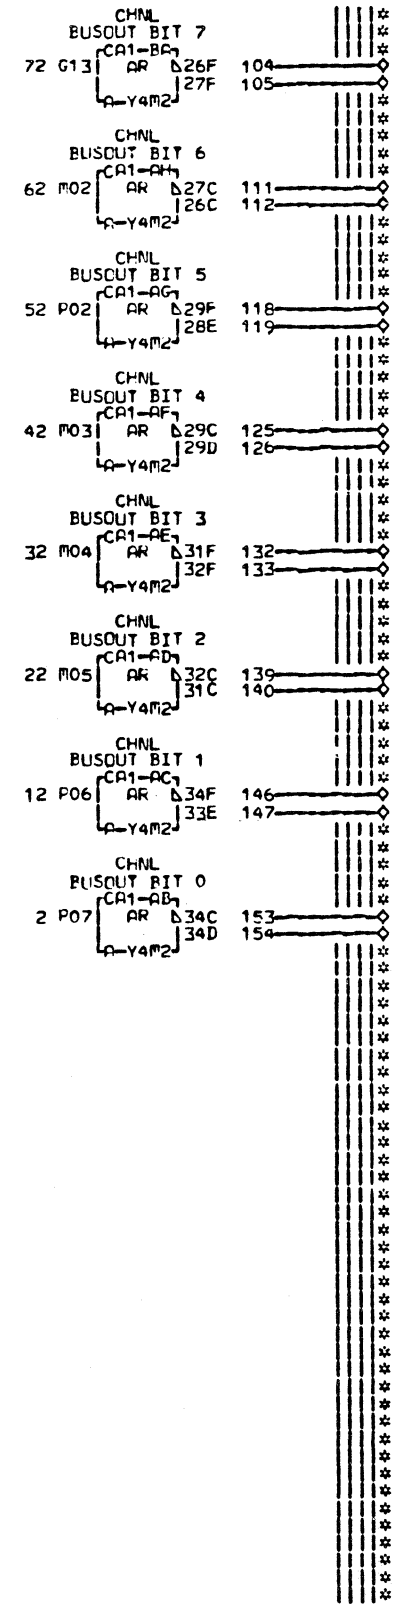 CHNL
BUSOUT BIT 7
CA1-BA
72 G13 AR 26F 104
27F 105
A-Y4M2
CHNL
BUSOUT BIT 6
CA1-AH
62 M02 AR 27C 111
26C 112
A-Y4M2
CHNL
BUSOUT BIT 5
CA1-AG
52 P02 AR 29F 118
28E 119
A-Y4M2
CHNL
BUSOUT BIT 4
CA1-AF
42 M03 AR 29C 125
29D 126
A-Y4M2
CHNL
BUSOUT BIT 3
CA1-AE
32 M04 AR 31F 132
32F 133
A-Y4M2
CHNL
BUSOUT BIT 2
CA1-AD
22 M05 AR 32C 139
31C 140
A-Y4M2
CHNL
BUSOUT BIT 1
CA1-AC
12 P06 AR 34F 146
33E 147
A-Y4M2
CHNL
BUSOUT BIT 0
CA1-AB
2 P07 AR 34C 153
34D 154
A-Y4M2